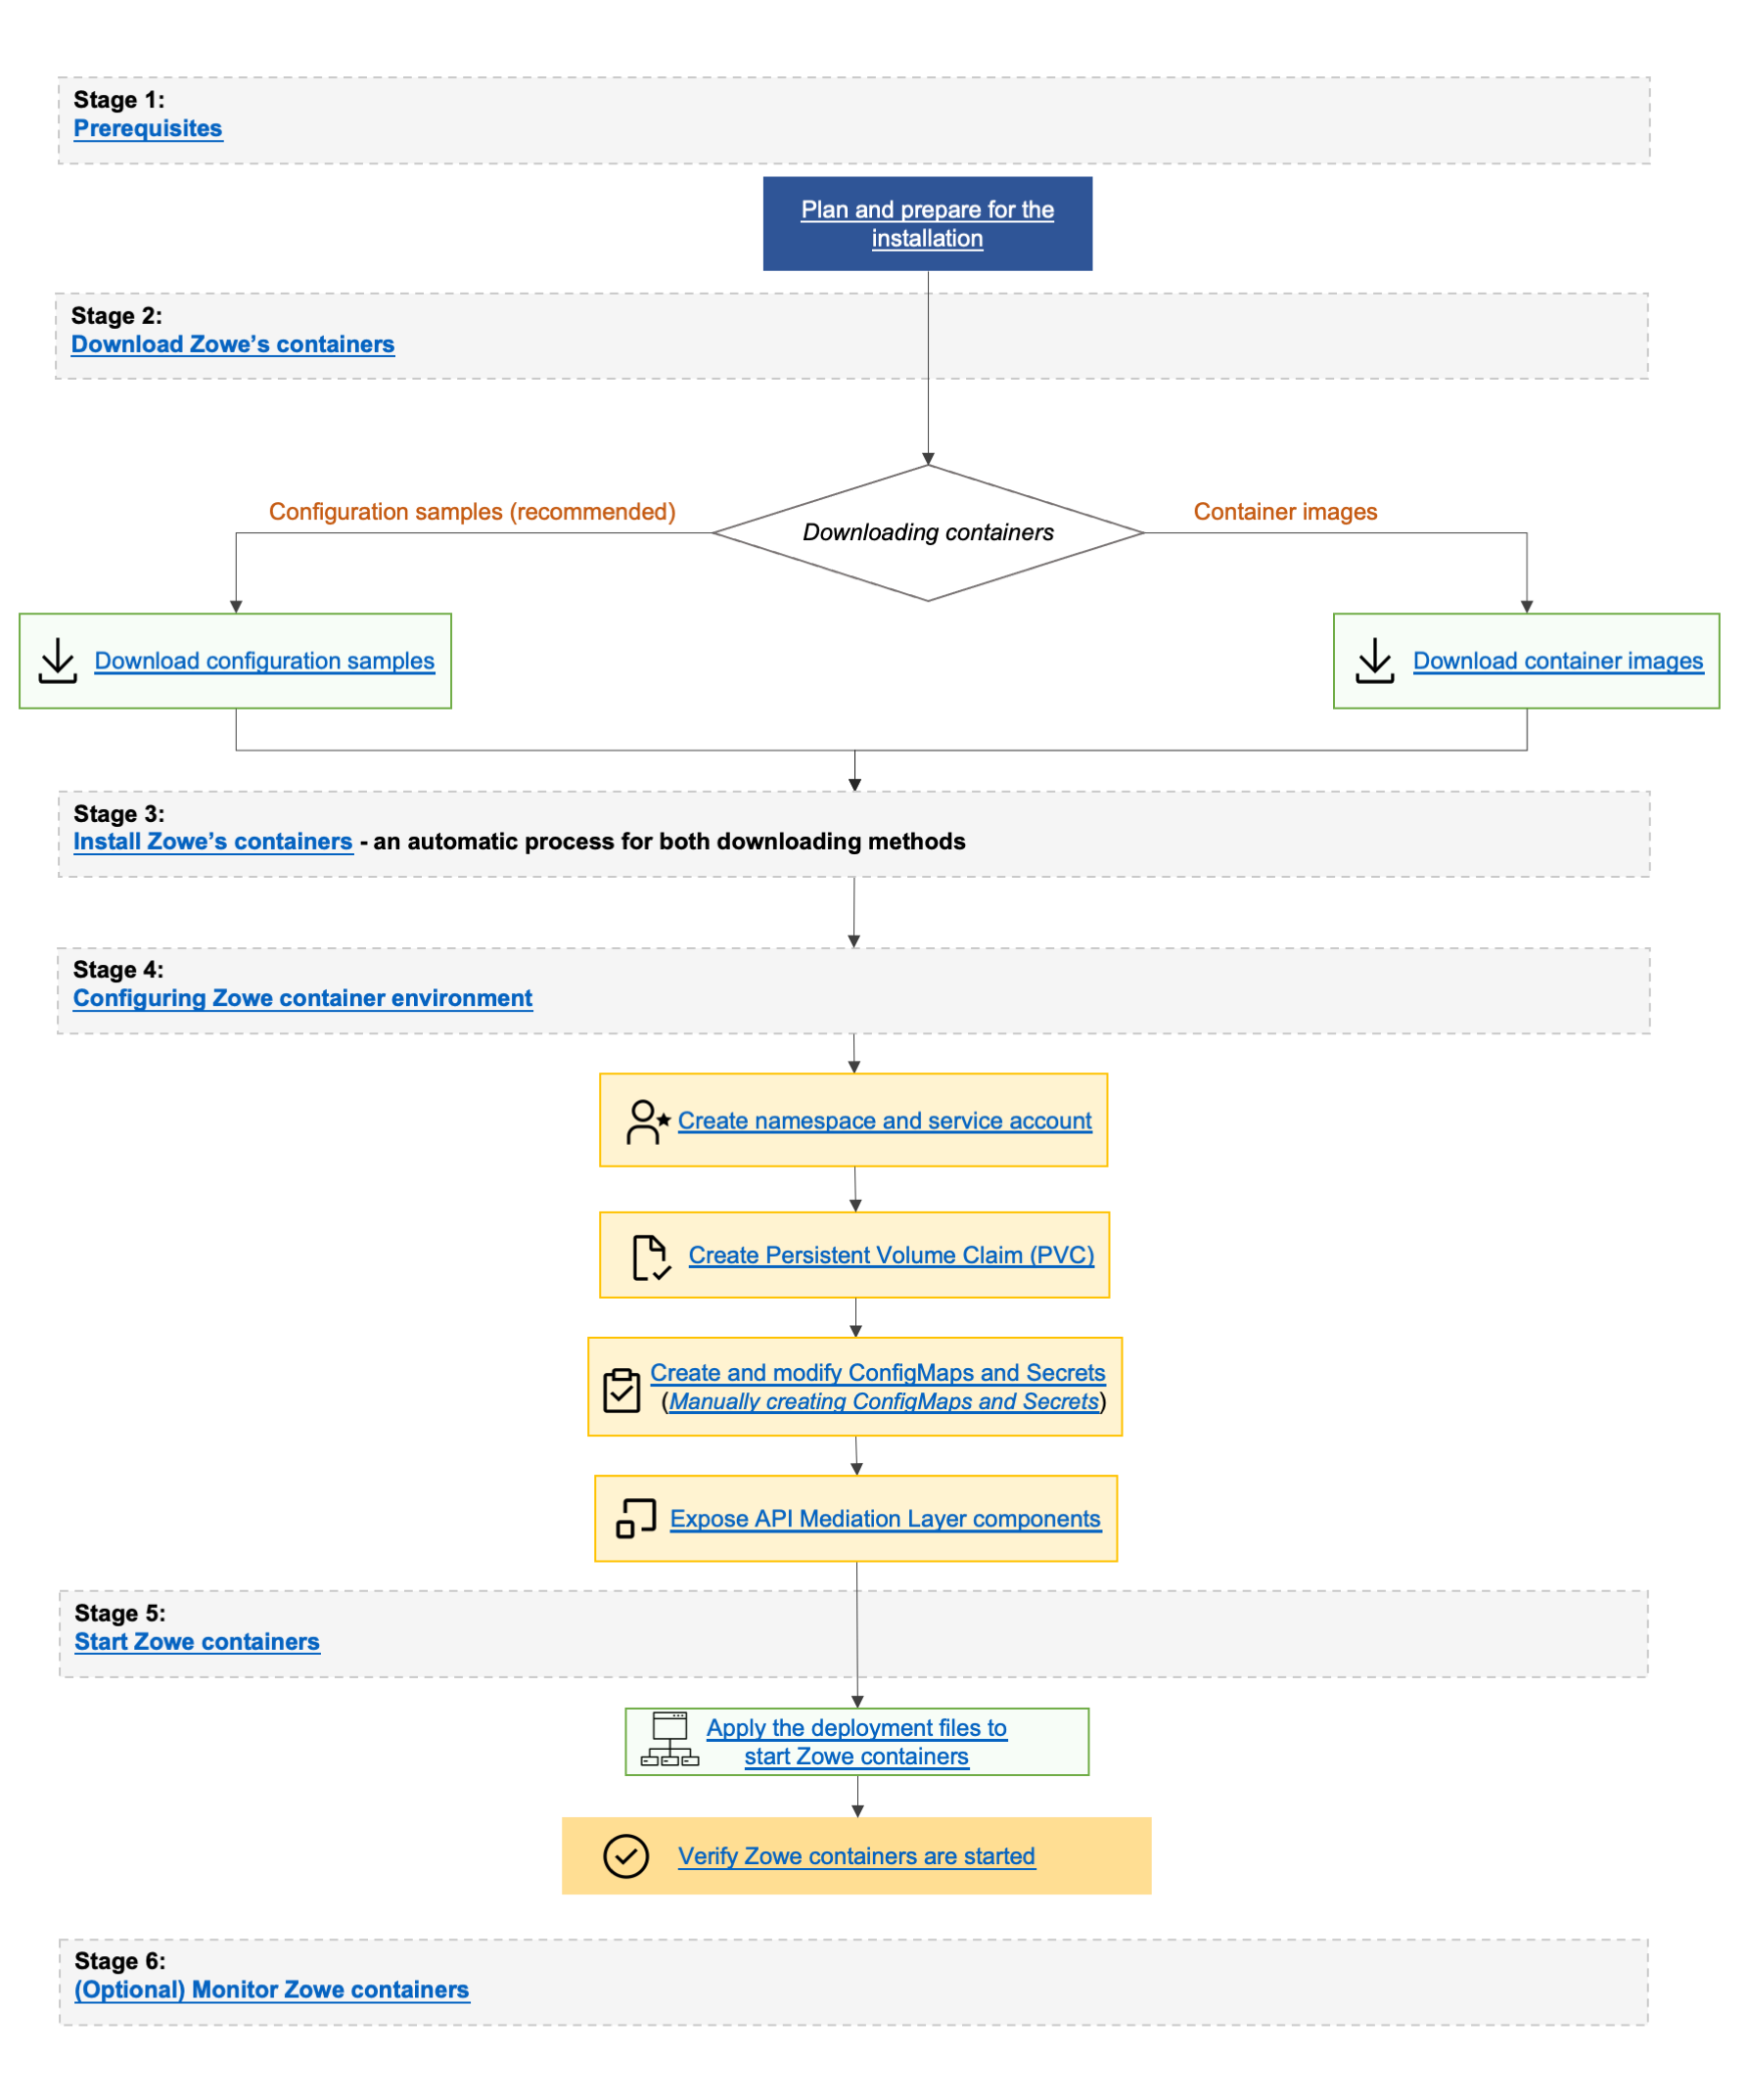 Stage 1:
Prerequisites
Plan and prepare for the
installation
Stage 2:
Download Zowe’s containers
Configuration samples (recommended)
Downloading containers
Container images
Download configuration samples
Download container images
Stage 3:
Install Zowe’s containers - an automatic process for both downloading methods
Stage 4:
Configuring Zowe container environment
Create namespace and service account
Create Persistent Volume Claim (PVC)
Create and modify ConfigMaps and Secrets
(Manually creating ConfigMaps and Secrets)
Expose API Mediation Layer components
Stage 5:
Start Zowe containers
Apply the deployment files to
start Zowe containers
Verify Zowe containers are started
Stage 6:
(Optional) Monitor Zowe containers